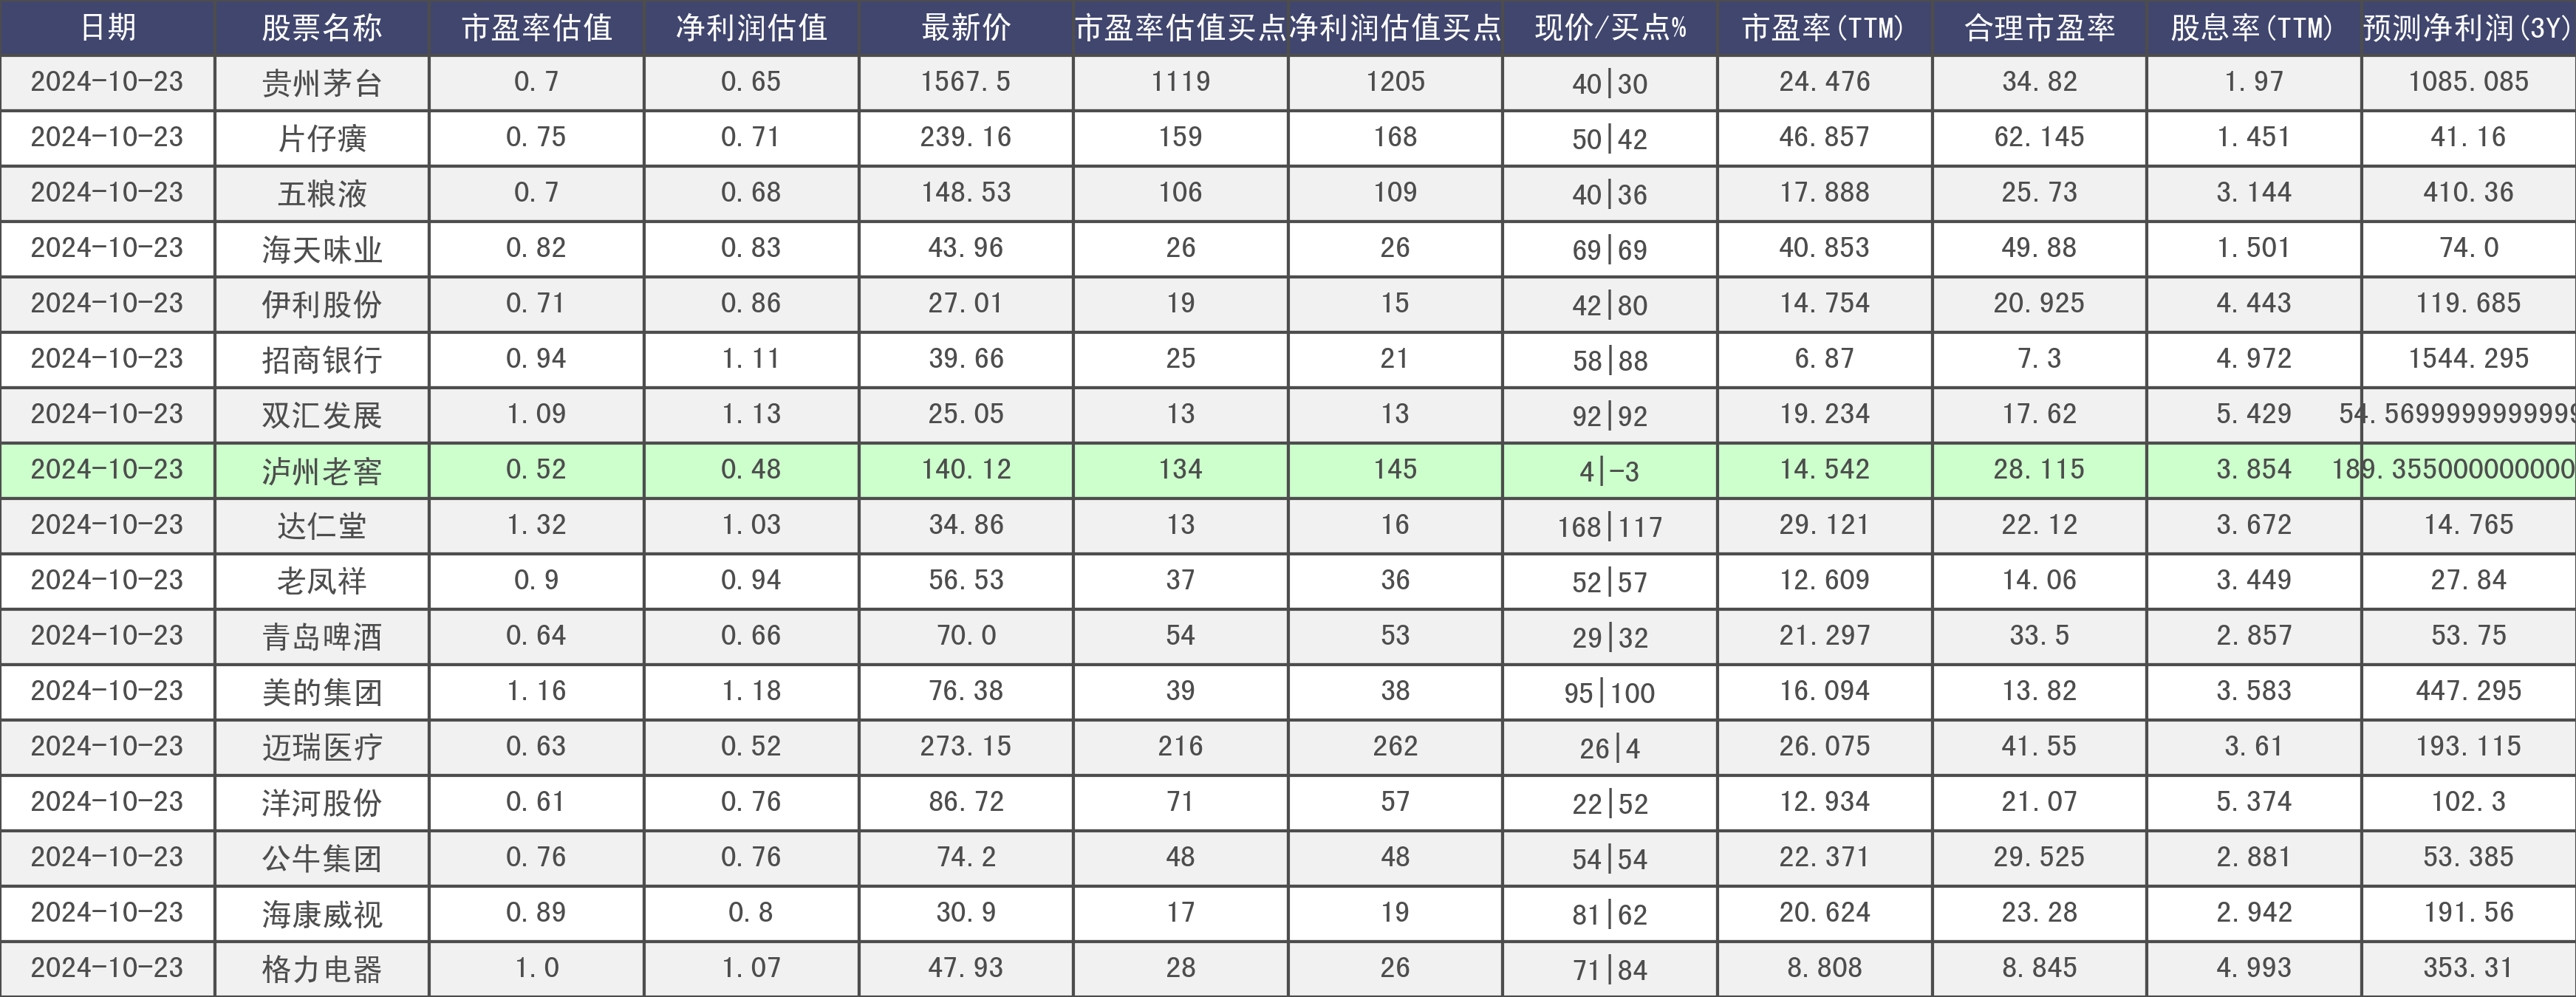 日期 股票名称 市盈率估值 净利润估值 最新价 市盈率估值买点 净利润估值买点 现价/买点% 市盈率(TTM) 合理市盈率 股息率(TTM) 预测净利润(3Y)
2024-10-23 贵州茅台 0.7 0.65 1567.5 1119 1205 40|30 24.476 34.82 1.97 1085.085
2024-10-23 片仔癀 0.75 0.71 239.16 159 168 50|42 46.857 62.145 1.451 41.16
2024-10-23 五粮液 0.7 0.68 148.53 106 109 40|36 17.888 25.73 3.144 410.36
2024-10-23 海天味业 0.82 0.83 43.96 26 26 69|69 40.853 49.88 1.501 74.0
2024-10-23 伊利股份 0.71 0.86 27.01 19 15 42|80 14.754 20.925 4.443 119.685
2024-10-23 招商银行 0.94 1.11 39.66 25 21 58|88 6.87 7.3 4.972 1544.295
2024-10-23 双汇发展 1.09 1.13 25.05 13 13 92|92 19.234 17.62 5.429 54.5699999999999
2024-10-23 泸州老窖 0.52 0.48 140.12 134 145 4|-3 14.542 28.115 3.854 189.355000000000
2024-10-23 达仁堂 1.32 1.03 34.86 13 16 168|117 29.121 22.12 3.672 14.765
2024-10-23 老凤祥 0.9 0.94 56.53 37 36 52|57 12.609 14.06 3.449 27.84
2024-10-23 青岛啤酒 0.64 0.66 70.0 54 53 29|32 21.297 33.5 2.857 53.75
2024-10-23 美的集团 1.16 1.18 76.38 39 38 95|100 16.094 13.82 3.583 447.295
2024-10-23 迈瑞医疗 0.63 0.52 273.15 216 262 26|4 26.075 41.55 3.61 193.115
2024-10-23 洋河股份 0.61 0.76 86.72 71 57 22|52 12.934 21.07 5.374 102.3
2024-10-23 公牛集团 0.76 0.76 74.2 48 48 54|54 22.371 29.525 2.881 53.385
2024-10-23 海康威视 0.89 0.8 30.9 17 19 81|62 20.624 23.28 2.942 191.56
2024-10-23 格力电器 1.0 1.07 47.93 28 26 71|84 8.808 8.845 4.993 353.31